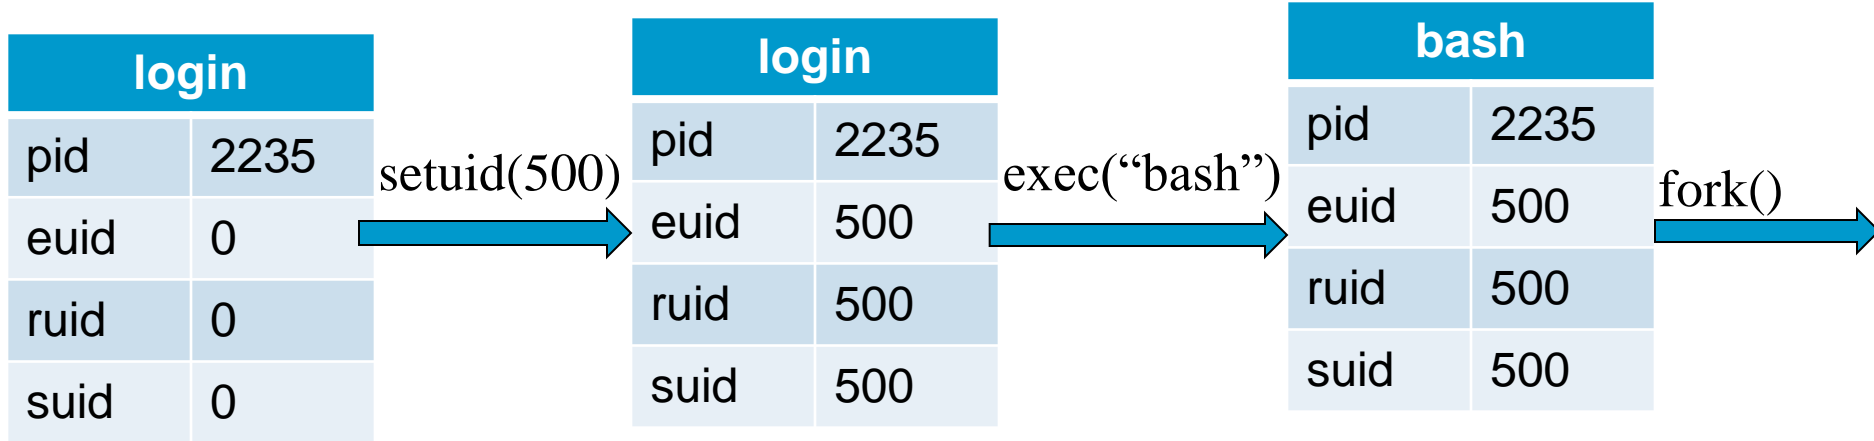 login
pid 2235
euid 0
ruid 0
suid 0
setuid(500)
login
pid 2235
euid 500
ruid 500
suid 500
exec(“bash”)
bash
pid 2235
euid 500
ruid 500
suid 500
fork()